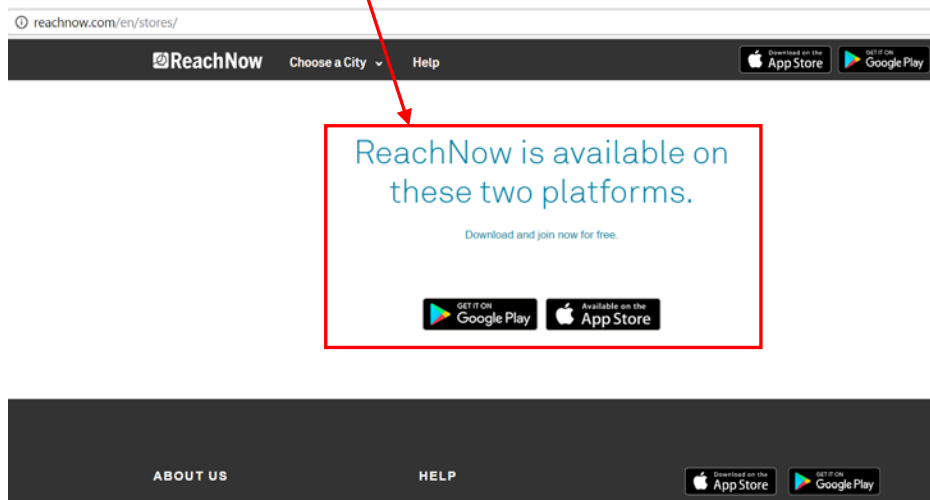 reachnow.com/en/stores/
ReachNow Choose a City Help Download on the App Store GET IT ON Google Play
ReachNow is available on
these two platforms.
Download and join now for free.
GET IT ON Google Play Available on the App Store
ABOUT US HELP Download on the App Store GET IT ON Google Play